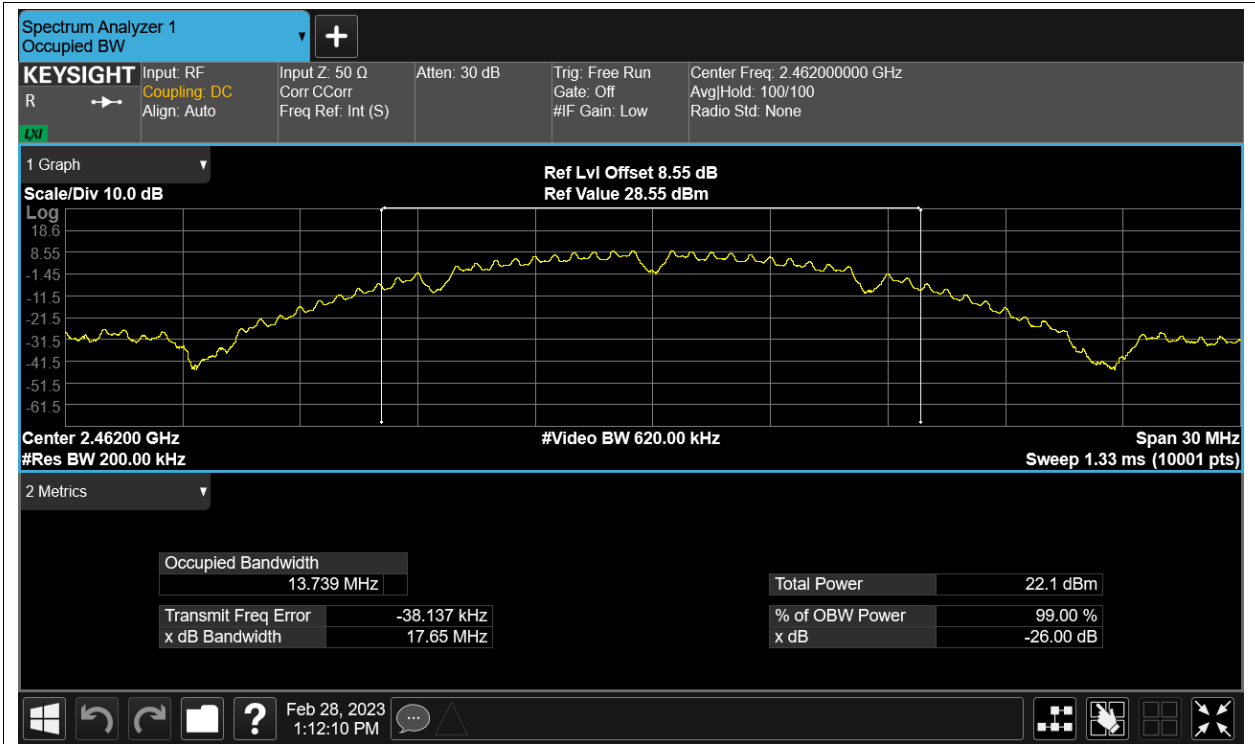 Spectrum Analyzer 1
Occupied BW
KEYSIGHT
R
LXI
Input: RF
Coupling: DC
Align: Auto
Input Z: 50 Ω
Corr CCorr
Freq Ref: Int (S)
Atten: 30 dB
Trig: Free Run
Gate: Off
#IF Gain: Low
Center Freq: 2.462000000 GHz
Avg|Hold: 100/100
Radio Std: None
1 Graph
Scale/Div 10.0 dB
Ref Lvl Offset 8.55 dB
Ref Value 28.55 dBm
Log
18.6
8.55
-1.45
-11.5
-21.5
-31.5
-41.5
-51.5
-61.5
Center 2.46200 GHz
#Video BW 620.00 kHz
Span 30 MHz
#Res BW 200.00 kHz
Sweep 1.33 ms (10001 pts)
2 Metrics
Occupied Bandwidth
13.739 MHz
Transmit Freq Error -38.137 kHz
x dB Bandwidth 17.65 MHz
Total Power 22.1 dBm
% of OBW Power 99.00 %
x dB -26.00 dB
?
Feb 28, 2023
1:12:10 PM